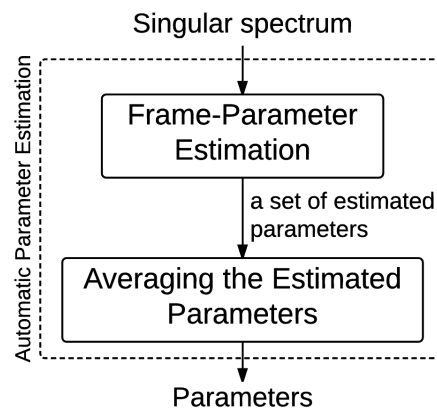 Singular spectrum
Automatic Parameter Estimation
Frame-Parameter
Estimation
a set of estimated
parameters
Averaging the Estimated
Parameters
Parameters